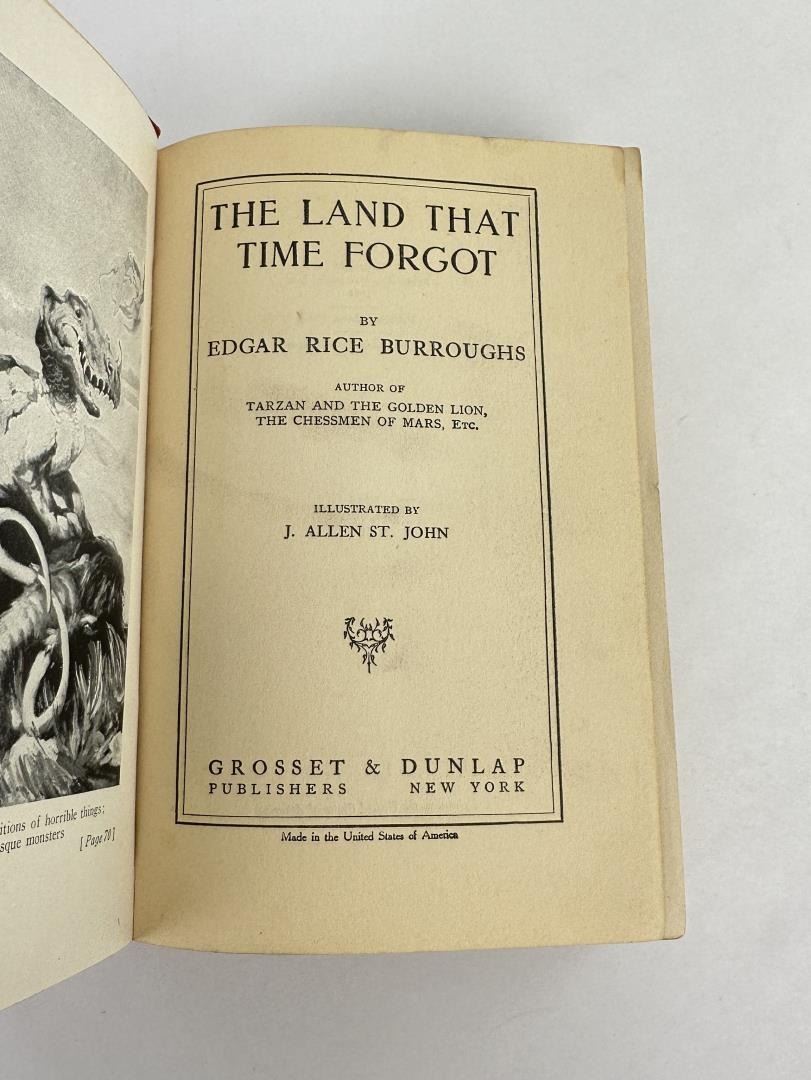 itions of horrible things;
sque monsters
[Page 70]
THE LAND THAT
TIME FORGOT
BY
EDGAR RICE BURROUGHS
AUTHOR OF
TARZAN AND THE GOLDEN LION,
THE CHESSMEN OF MARS, Etc.
ILLUSTRATED BY
J. ALLEN ST. JOHN
GROSSET & DUNLAP
PUBLISHERS NEW YORK
Made in the United States of America